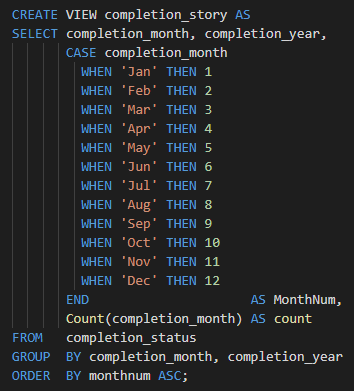 CREATE VIEW completion_story AS
SELECT completion_month, completion_year,
       CASE completion_month
         WHEN 'Jan' THEN 1
         WHEN 'Feb' THEN 2
         WHEN 'Mar' THEN 3
         WHEN 'Apr' THEN 4
         WHEN 'May' THEN 5
         WHEN 'Jun' THEN 6
         WHEN 'Jul' THEN 7
         WHEN 'Aug' THEN 8
         WHEN 'Sep' THEN 9
         WHEN 'Oct' THEN 10
         WHEN 'Nov' THEN 11
         WHEN 'Dec' THEN 12
       END                     AS MonthNum,
       Count(completion_month) AS count
FROM   completion_status
GROUP  BY completion_month, completion_year
ORDER  BY monthnum ASC;